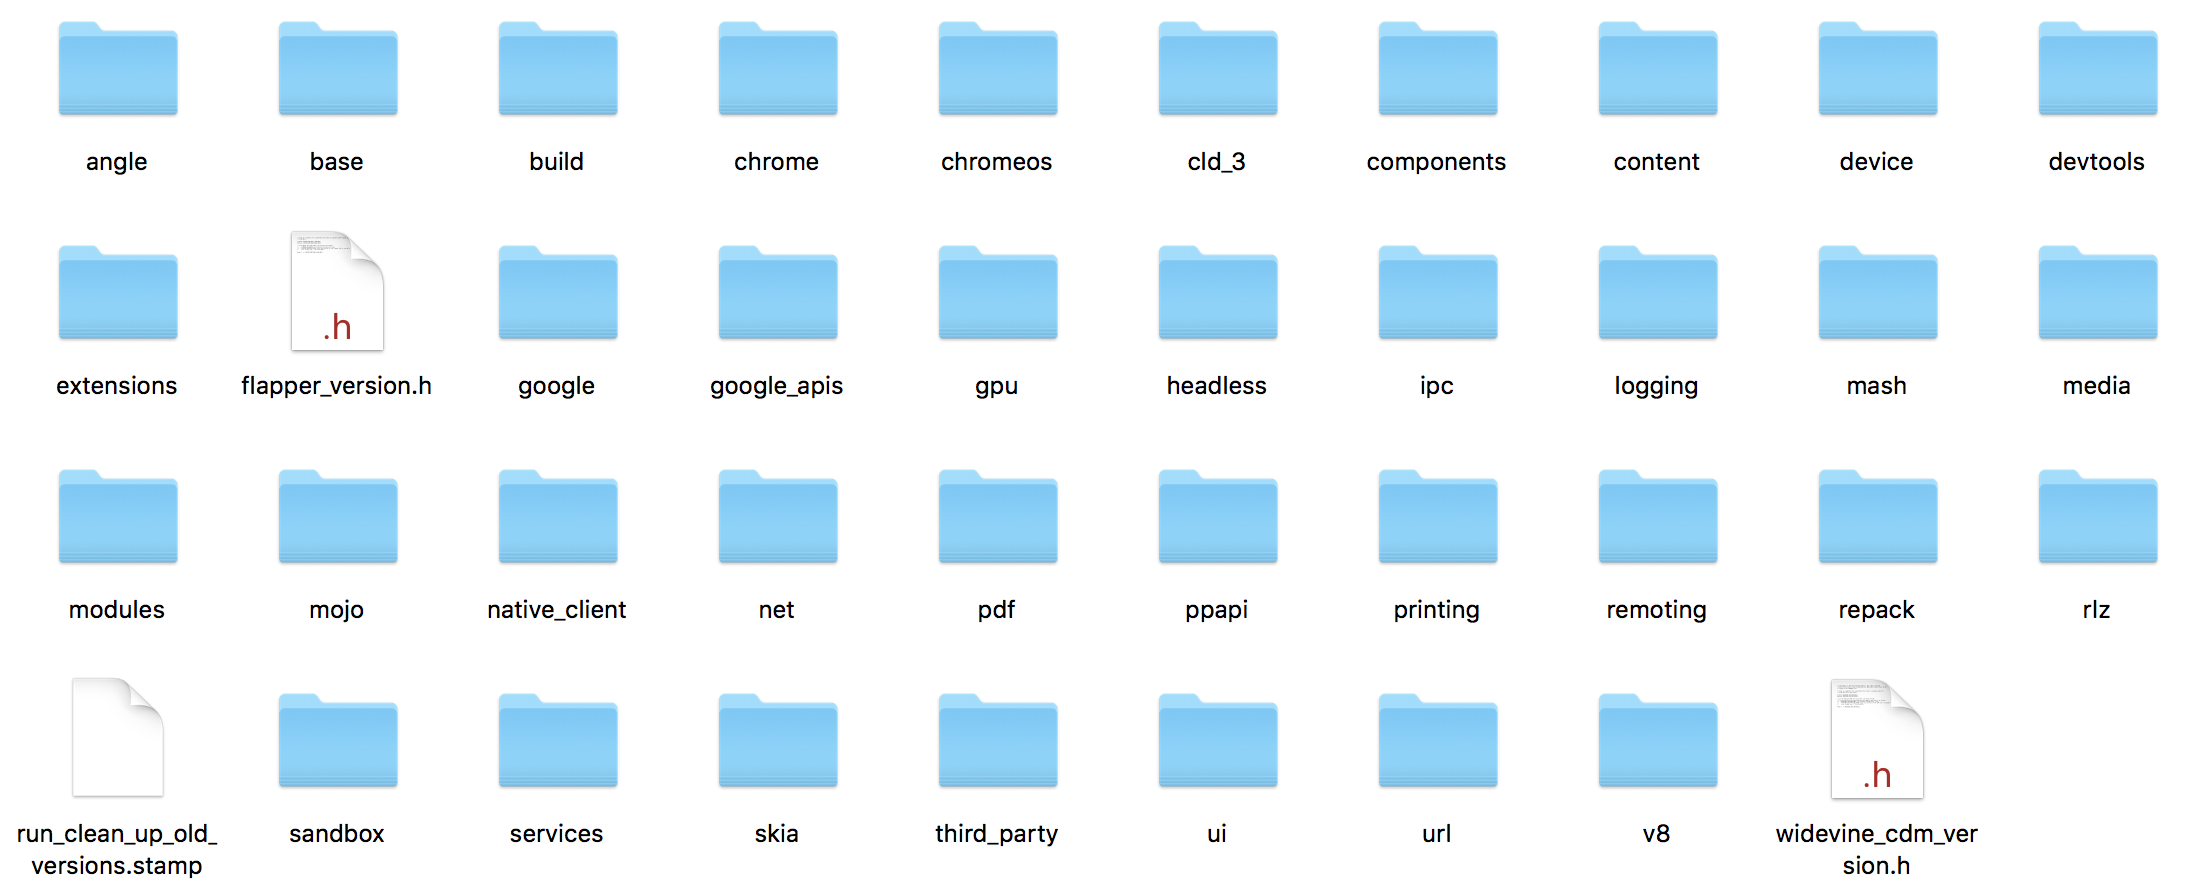 angle
base
build
chrome
chromeos
cld_3
components
content
device
devtools
.h
extensions
flapper_version.h
google
google_apis
gpu
headless
ipc
logging
mash
media
modules
mojo
native_client
net
pdf
ppapi
printing
remoting
repack
rlz
.h
run_clean_up_old_
versions.stamp
sandbox
services
skia
third_party
ui
url
v8
widevine_cdm_ver
sion.h